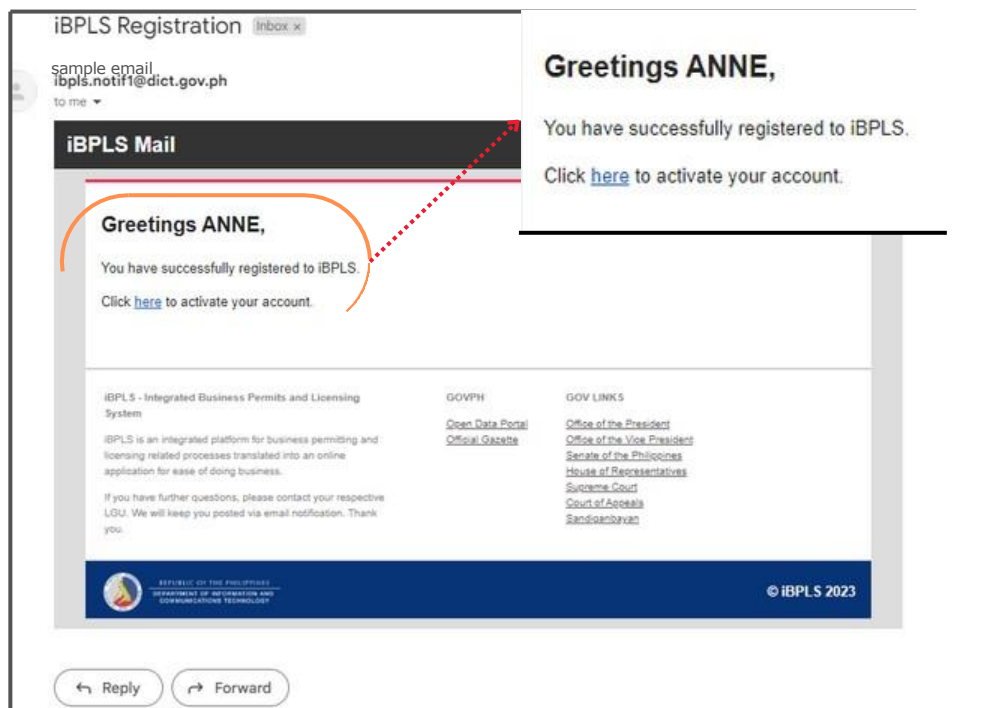 iBPLS Registration Inbox ×
sample email
ibpls.notif1@dict.gov.ph
to me
iBPLS Mail
Greetings ANNE,
You have successfully registered to iBPLS.
Click here to activate your account.
Greetings ANNE,
You have successfully registered to iBPLS.
Click here to activate your account.
iBPLS - Integrated Business Permits and Licensing
System
iBPLS is an integrated platform for business permitting and
licensing related processes translated into an online
application for ease of doing business.
If you have further questions, please contact your respective
LGU. We will keep you posted via email notification. Thank
you.
GOVPH
Open Data Portal
Official Gazette
GOV LINKS
Office of the President
Office of the Vice President
Senate of the Philippines
House of Representatives
Supreme Court
Court of Appeals
Sandiganbayan
REPUBLIC OF THE PHILIPPINES
DEPARTMENT OF INFORMATION AND
COMMUNICATIONS TECHNOLOGY
© iBPLS 2023
Reply
Forward